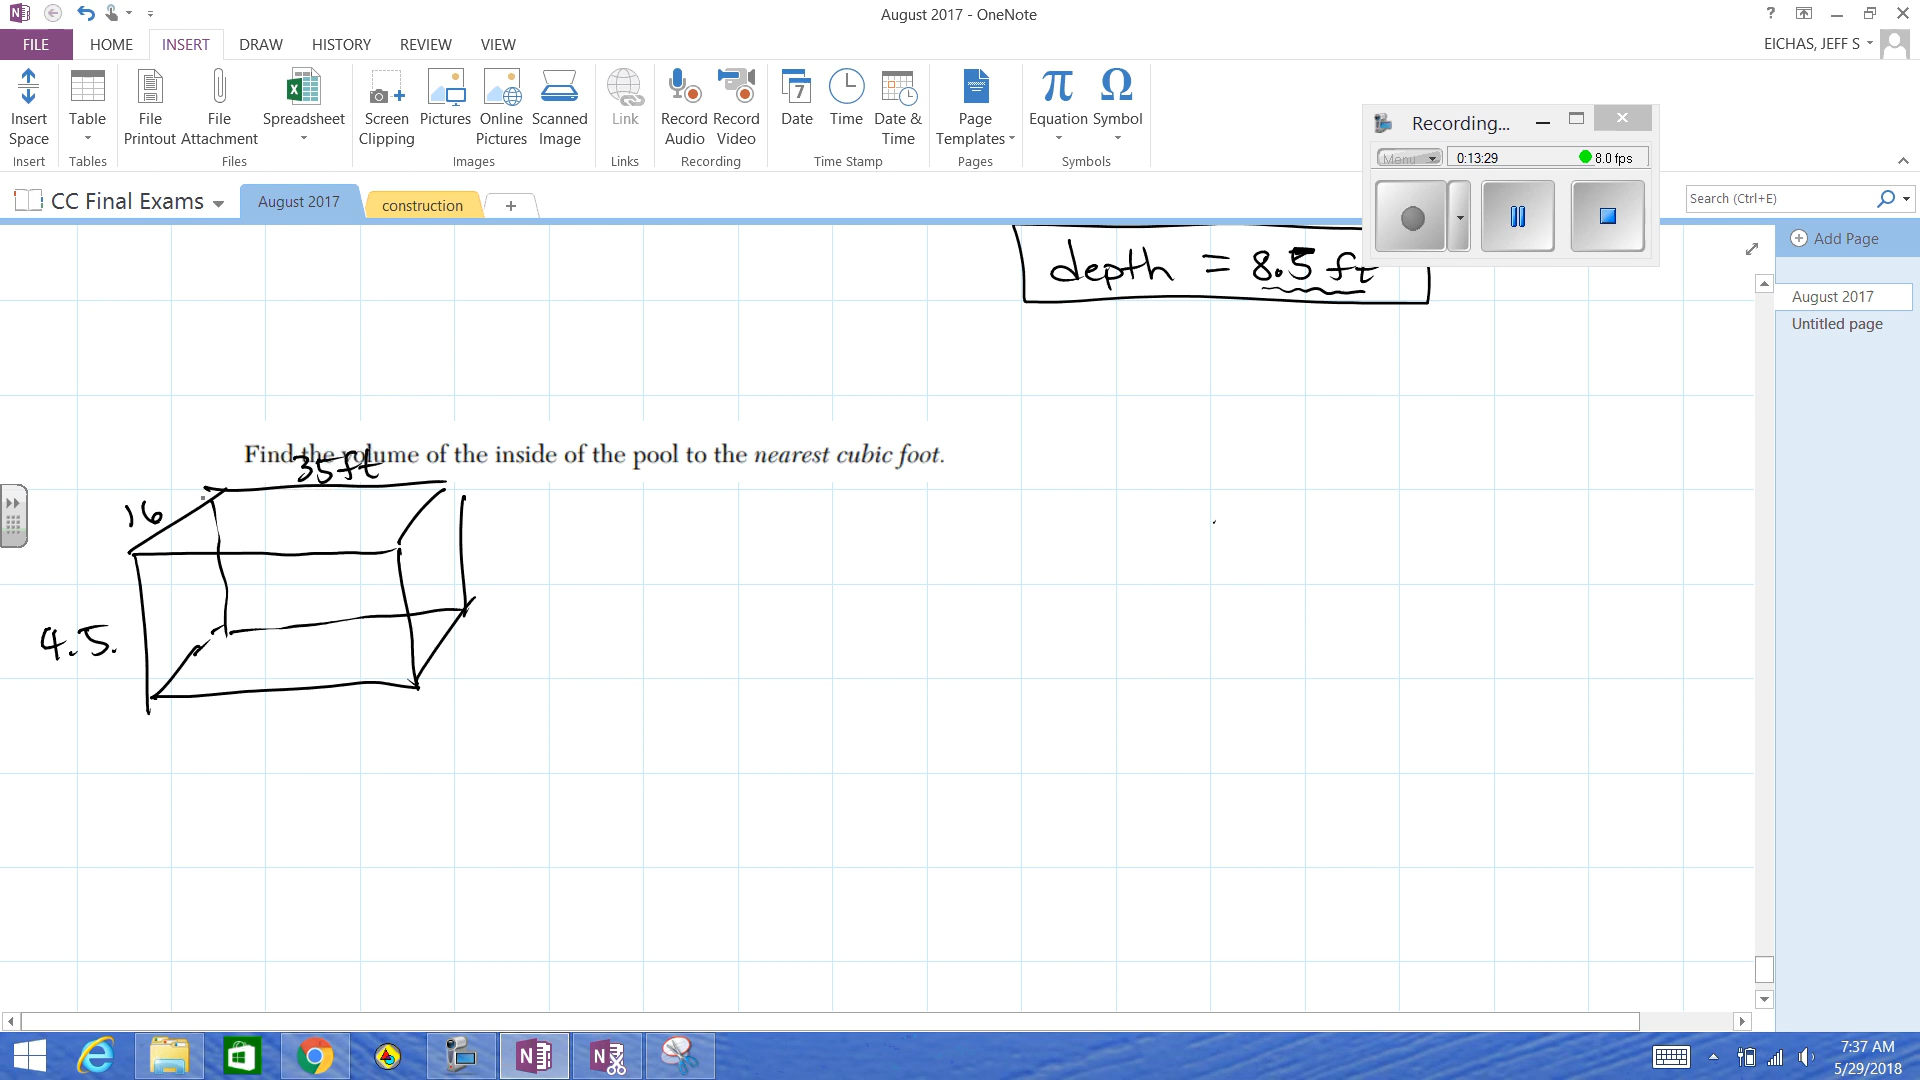 August 2017 - OneNote
?
FILE HOME INSERT DRAW HISTORY REVIEW VIEW
EICHAS, JEFF S
Insert Space
Table
File Printout
File Attachment
Spreadsheet
Screen Clipping
Pictures
Online Pictures
Scanned Image
Link
Record Audio
Record Video
Date
Time
Date & Time
Page Templates
π Equation
Ω Symbol
Insert Tables Files Images Links Recording Time Stamp Pages Symbols
Recording...
Menu 0:13:29 8.0 fps
CC Final Exams August 2017 construction +
Search (Ctrl+E)
Add Page
August 2017
Untitled page
depth = 8.5 ft
Find the volume of the inside of the pool to the nearest cubic foot.
35 ft
16
4.5.
7:37 AM
5/29/2018